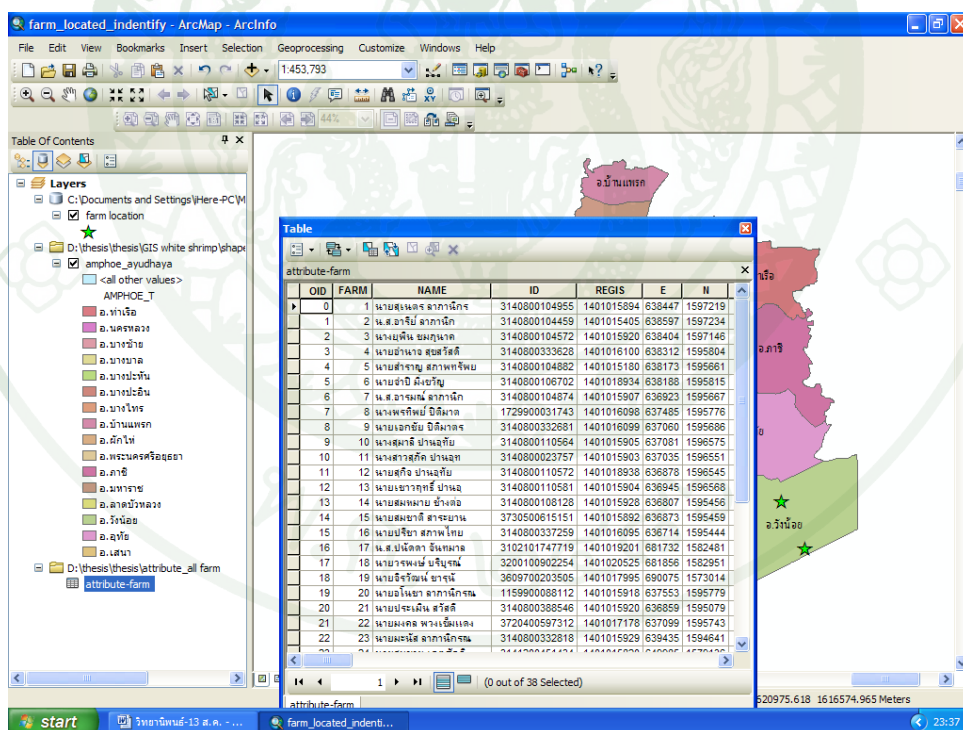 farm_located_indentify - ArcMap - ArcInfo
File Edit View Bookmarks Insert Selection Geoprocessing Customize Windows Help
1:453,793
44%
Table Of Contents
Layers
C:\Documents and Settings\iHere-PC\M
farm location
D:\thesis\thesis\GIS white shrimp\shape
amphoe_ayudhaya
<all other values>
AMPHOE_T
อ.ท่าเรือ
อ.นครหลวง
อ.บางซ้าย
อ.บางบาล
อ.บางปะหัน
อ.บางปะอิน
อ.บางไทร
อ.บ้านแพรก
อ.ผักไห่
อ.พระนครศรีอยุธยา
อ.ภาชี
อ.มหาราช
อ.ลาดบัวหลวง
อ.วังน้อย
อ.อุทัย
อ.เสนา
D:\thesis\thesis\attribute_all farm
attribute-farm
อ.บ้านแพรก
าเรือ
อ.ภาชี
ัย
อ.วังน้อย
Table
attribute-farm
OID FARM NAME ID REGIS E N
0 1 3140800104955 1401015894 638447 1597219
1 2 น.ส.อารีย์ ลาภานิก 3140800104459 1401015405 638597 1597234
2 3 3140800104572 1401015920 638404 1597146
3 4 นายอำนาจ สุขสวัสดิ์ 3140800333628 1401016100 638312 1595804
4 5 นายสำราญ สภาพทรัพย 3140800104882 1401015180 638173 1595661
5 6 นายจำปี มีขวัญ 3140800106702 1401018934 638188 1595815
6 7 น.ส.อารมณ์ ลาภานิก 3140800104874 1401015907 636923 1595667
7 8 นางพรทิพย์ ปิติมาต 1729900031743 1401016098 637485 1595776
8 9 นายเอกชัย ปิติมาตร 3140800332681 1401016099 637060 1595686
9 10 นางสุมาลี ปานอุทัย 3140800110564 1401015905 637081 1596575
10 11 3140800023757 1401015903 637035 1596551
11 12 นายสุกิจ ปานอุทัย 3140800110572 1401018938 636878 1596545
12 13 นายเยาวฤทธิ์ ปานอุ 3140800110581 1401015904 636945 1596568
13 14 นายสมหมาย ช้างต่อ 3140800108128 1401015928 636807 1595456
14 15 นายสมชาติ สาระยาน 3730500615151 1401015892 636873 1595459
15 16 นายปรีชา สภาพไทย 3140800337259 1401016095 636714 1595444
16 17 น.ส.ปนัดดา จันทมาล 3102101747719 1401019201 681732 1582481
17 18 นายวรพงษ์ บริบูรณ์ 3200100902254 1401020525 681856 1582951
18 19 นายจิรวัฒน์ ชารุนั 3609700203505 1401017995 690075 1573014
19 20 นายอโนชา ลาภานิกรณ 1159900088112 1401015918 637553 1595779
20 21 นายประเมิน สวัสดี 3140800388546 1401015920 636859 1595079
21 22 นายมงคล พวงเข็มแดง 3720400597312 1401017178 637099 1595743
22 23 นายมะนัส ลาภานิกรณ 3140800332818 1401015929 639435 1594641
1 (0 out of 38 Selected)
attribute-farm
520975.618 1616574.965 Meters
start วิทยานิพนธ์-13 ส.ค. - ... farm_located_indenti... 23:37